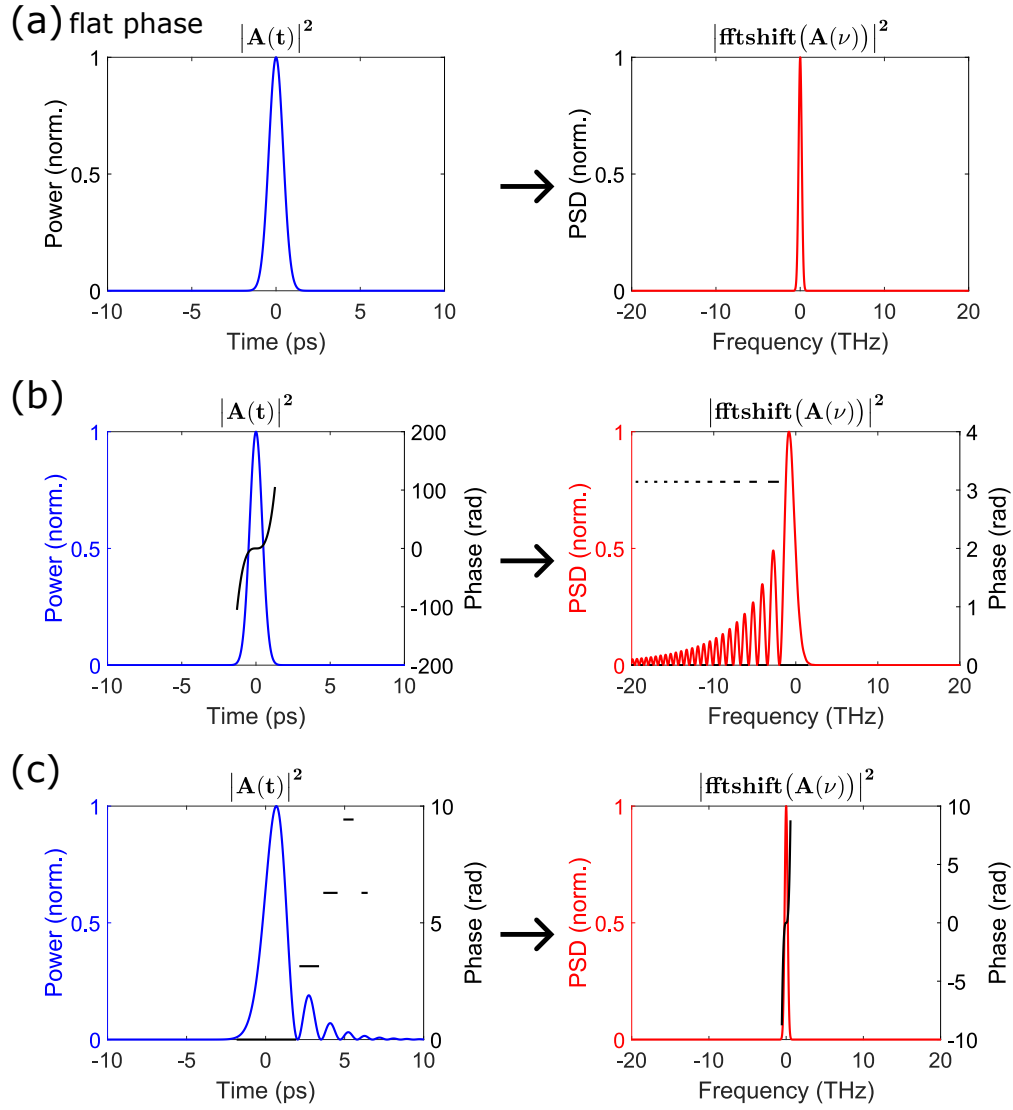 (a) flat phase
|A(t)|²
|fftshift(A(ν))|²
Power (norm.)
1
0.5
0
-10 -5 0 5 10
Time (ps)
PSD (norm.)
1
0.5
0
-20 -10 0 10 20
Frequency (THz)
(b)
|A(t)|²
|fftshift(A(ν))|²
Power (norm.)
1
0.5
0
-10 -5 0 5 10
Time (ps)
200
100
0
-100
-200
Phase (rad)
PSD (norm.)
1
0.5
0
-20 -10 0 10 20
Frequency (THz)
4
3
2
1
0
Phase (rad)
(c)
|A(t)|²
|fftshift(A(ν))|²
Power (norm.)
1
0.5
0
-10 -5 0 5 10
Time (ps)
10
5
0
Phase (rad)
PSD (norm.)
1
0.5
0
-20 -10 0 10 20
Frequency (THz)
10
5
0
-5
-10
Phase (rad)